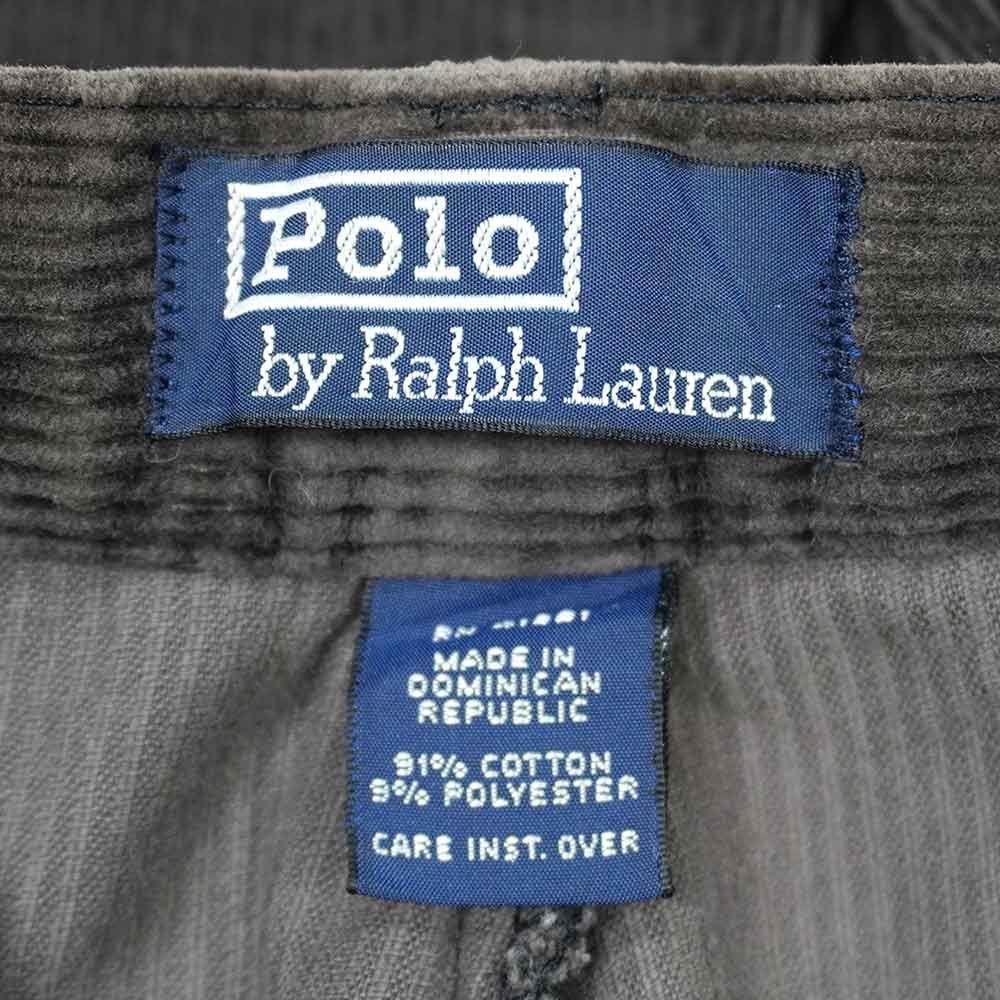 Polo
by Ralph Lauren
MADE IN
DOMINICAN
REPUBLIC
91% COTTON
9% POLYESTER
CARE INST. OVER